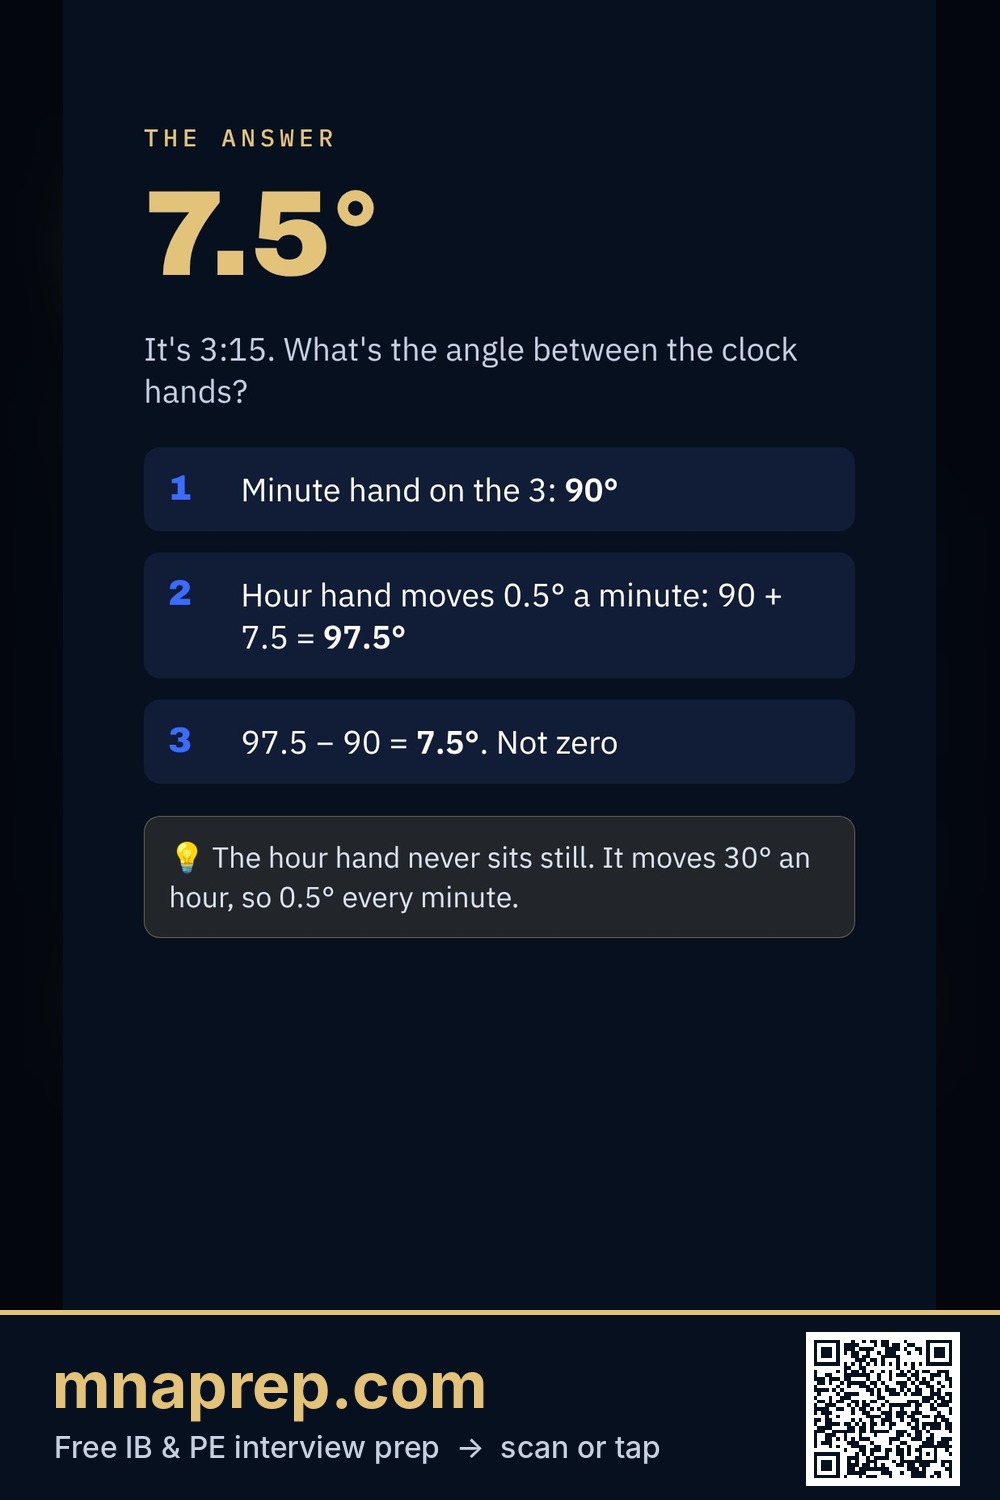 THE ANSWER
7.5°
It's 3:15. What's the angle between the clock
hands?
1 Minute hand on the 3: 90°
2 Hour hand moves 0.5° a minute: 90 +
7.5 = 97.5°
3 97.5 – 90 = 7.5°. Not zero
💡 The hour hand never sits still. It moves 30° an
hour, so 0.5° every minute.
mnaprep.com
Free IB & PE interview prep → scan or tap